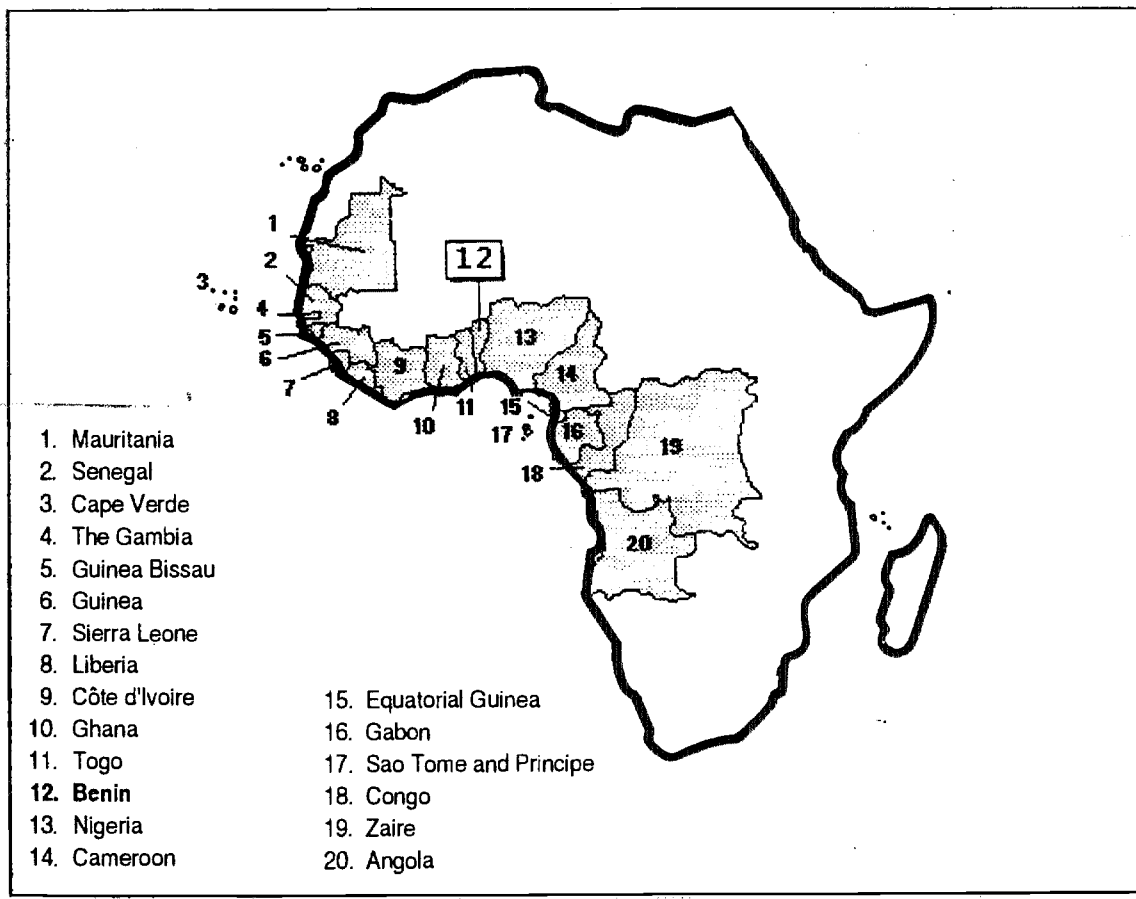 1
2
3
4
5
6
7
8
9
10
11
12
13
14
15
16
17
18
19
20
1. Mauritania
2. Senegal
3. Cape Verde
4. The Gambia
5. Guinea Bissau
6. Guinea
7. Sierra Leone
8. Liberia
9. Côte d'Ivoire
10. Ghana
11. Togo
12. Benin
13. Nigeria
14. Cameroon
15. Equatorial Guinea
16. Gabon
17. Sao Tome and Principe
18. Congo
19. Zaire
20. Angola